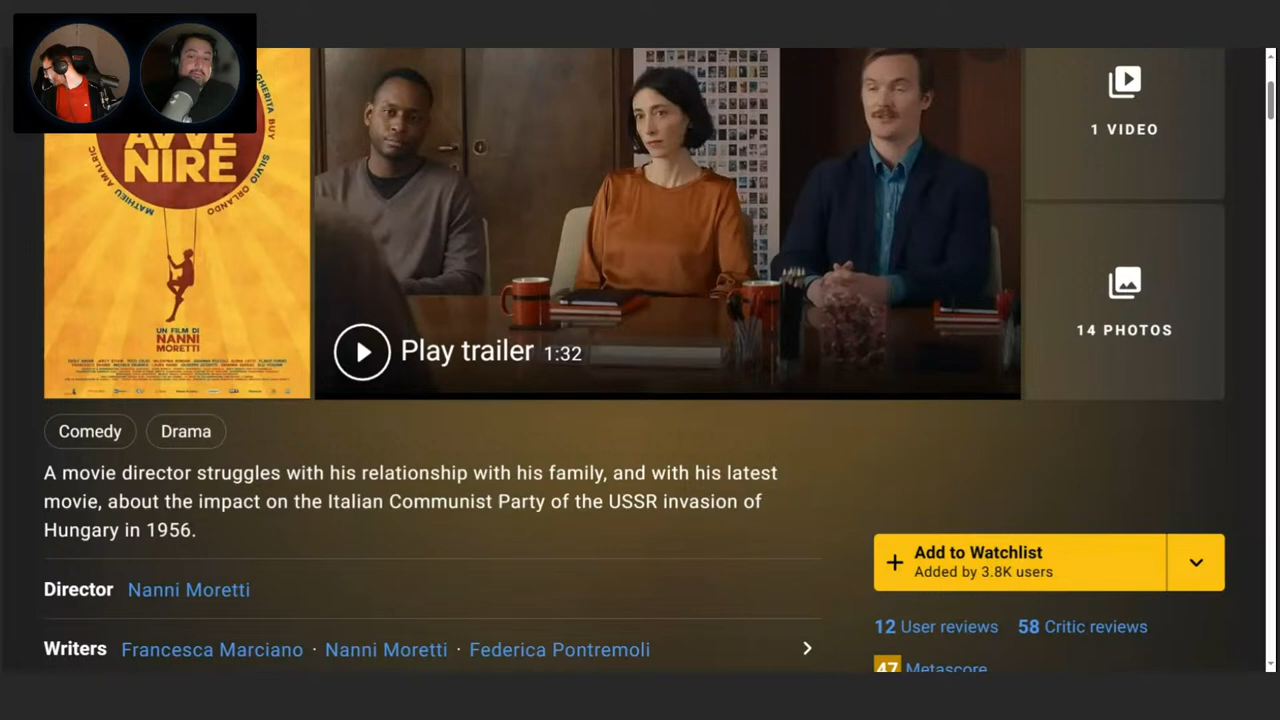 MARGHERITA BUY
SILVIO ORLANDO
MATHIEU AMALRIC
AVVE
NIRE
UN FILM DI
NANNI
MORETTI
1 VIDEO
14 PHOTOS
Play trailer 1:32
Comedy
Drama
A movie director struggles with his relationship with his family, and with his latest
movie, about the impact on the Italian Communist Party of the USSR invasion of
Hungary in 1956.
Add to Watchlist
Added by 3.8K users
Director Nanni Moretti
12 User reviews 58 Critic reviews
Writers Francesca Marciano · Nanni Moretti · Federica Pontremoli
47 Metascore